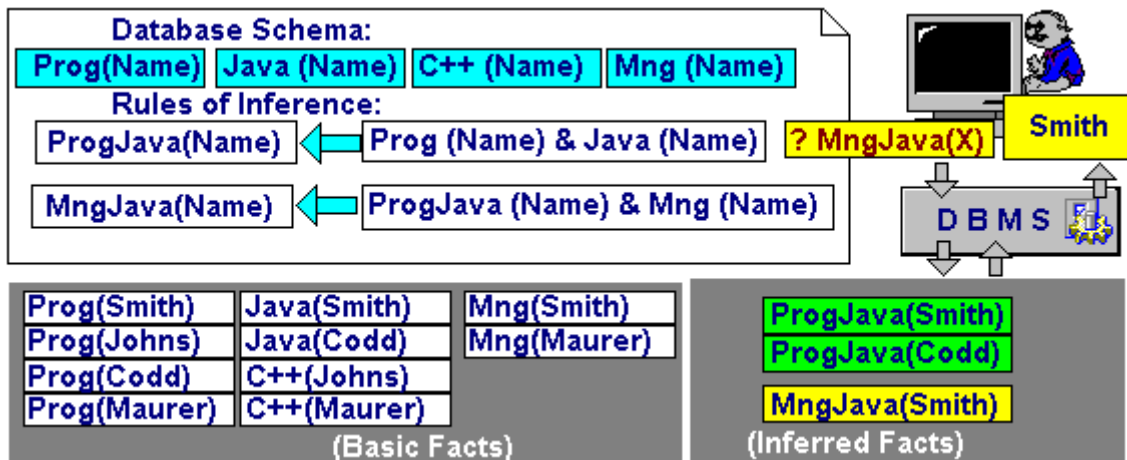 Database Schema:
Prog(Name) Java (Name) C++ (Name) Mng (Name)
Rules of Inference:
ProgJava(Name) Prog (Name) & Java (Name)
MngJava(Name) ProgJava (Name) & Mng (Name)
? MngJava(X) Smith
D B M S
Prog(Smith) Java(Smith) Mng(Smith)
Prog(Johns) Java(Codd) Mng(Maurer)
Prog(Codd) C++(Johns)
Prog(Maurer) C++(Maurer)
(Basic Facts)
ProgJava(Smith)
ProgJava(Codd)
MngJava(Smith)
(Inferred Facts)